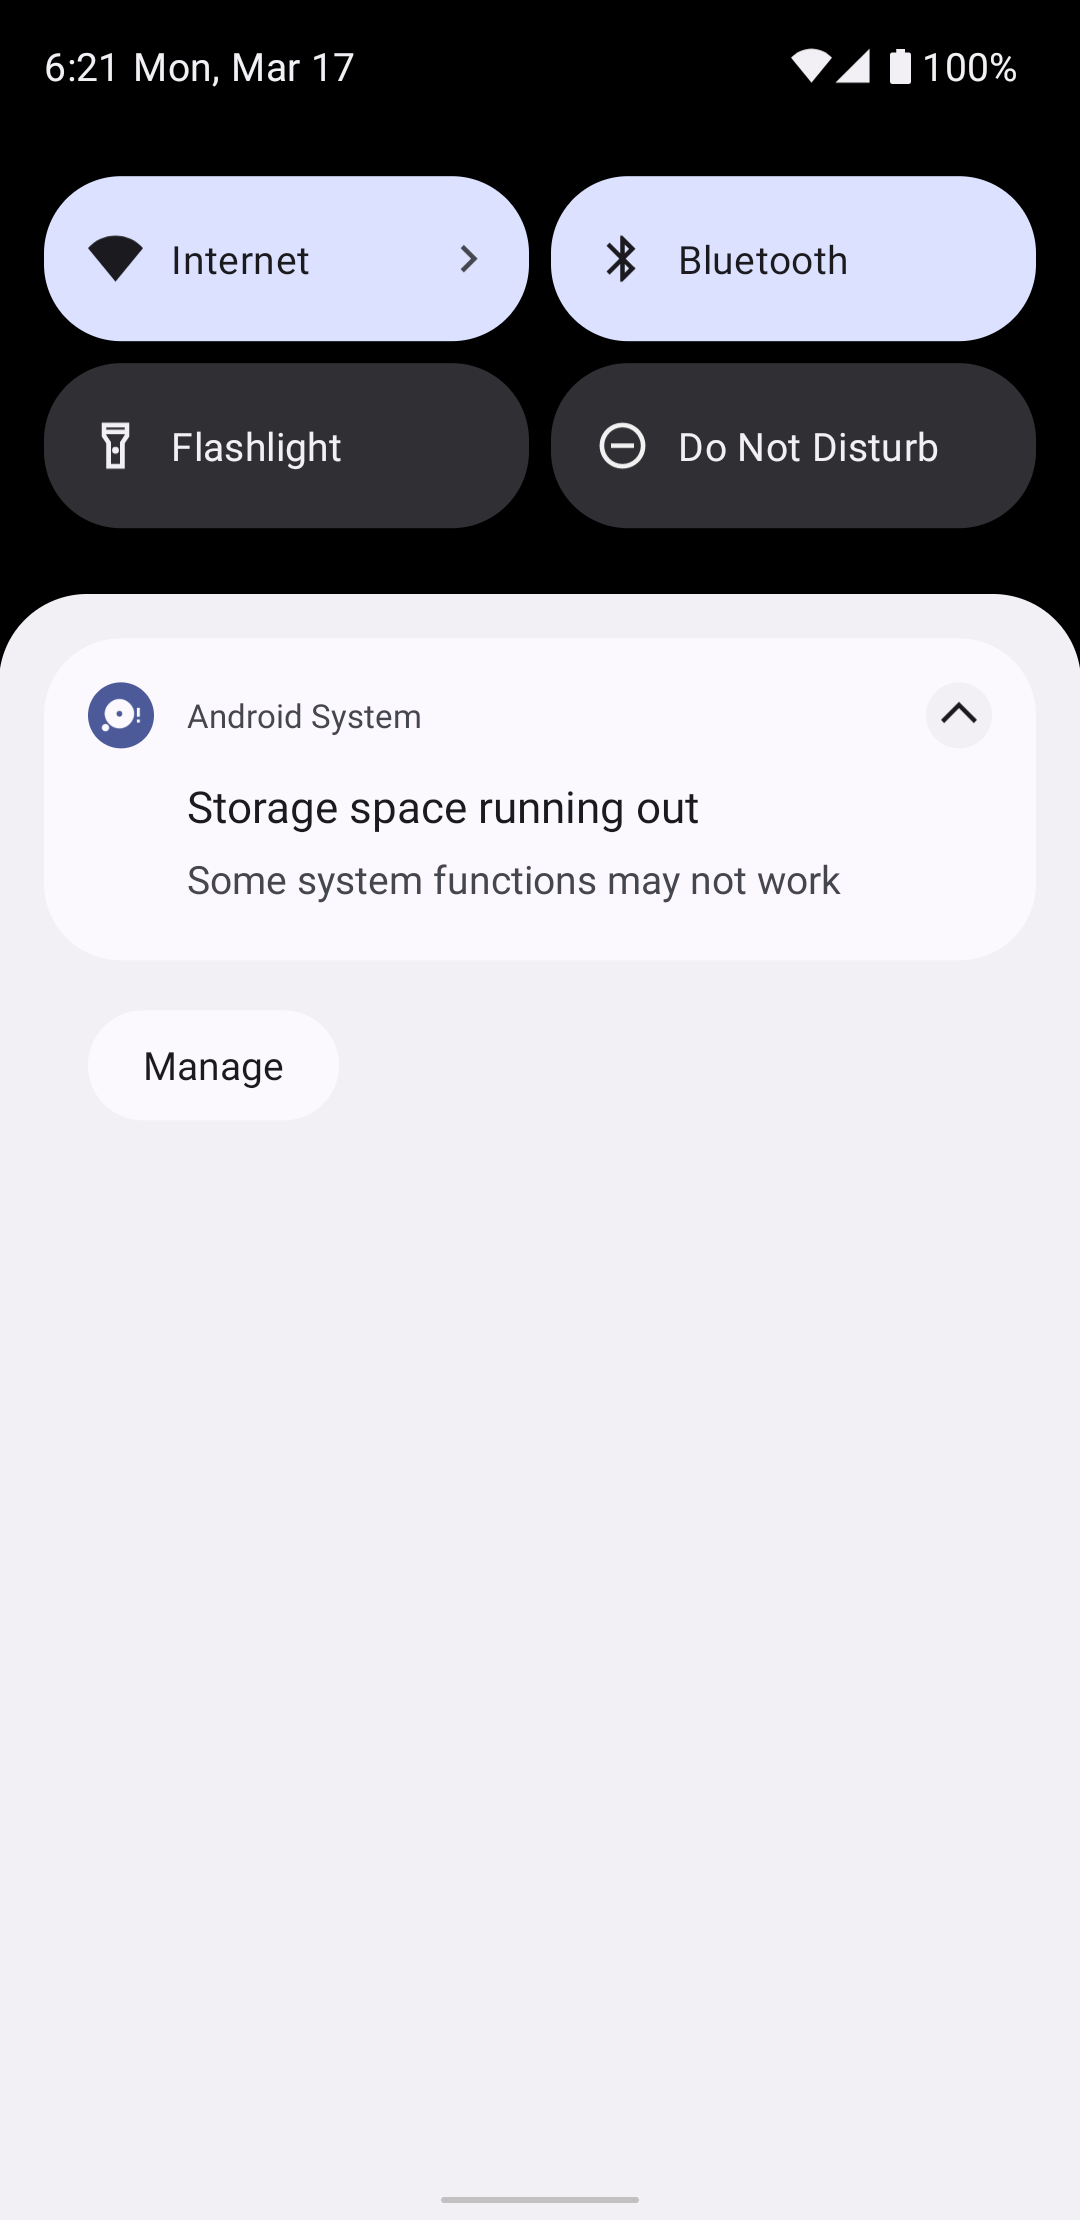 6:21 Mon, Mar 17
100%
Internet
Bluetooth
Flashlight
Do Not Disturb
Android System
Storage space running out
Some system functions may not work
Manage